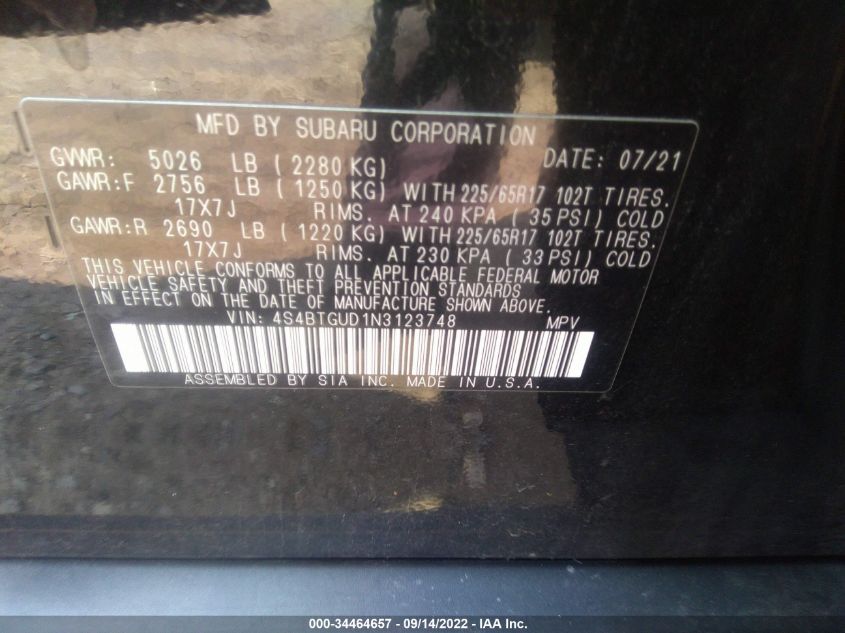 MFD BY SUBARU CORPORATION
GVWR: 5026 LB ( 2280 KG) DATE: 07/21
GAWR:F 2756 LB ( 1250 KG) WITH 225/65R17 102T TIRES.
17X7J RIMS. AT 240 KPA ( 35 PSI) COLD
GAWR:R 2690 LB ( 1220 KG) WITH 225/65R17 102T TIRES.
17X7J RIMS. AT 230 KPA ( 33 PSI) COLD
THIS VEHICLE CONFORMS TO ALL APPLICABLE FEDERAL MOTOR
VEHICLE SAFETY AND THEFT PREVENTION STANDARDS
IN EFFECT ON THE DATE OF MANUFACTURE SHOWN ABOVE.
VIN: 4S4BTGUD1N3123748 MPV
ASSEMBLED BY SIA INC. MADE IN U.S.A.
000-34464657 - 09/14/2022 - IAA Inc.